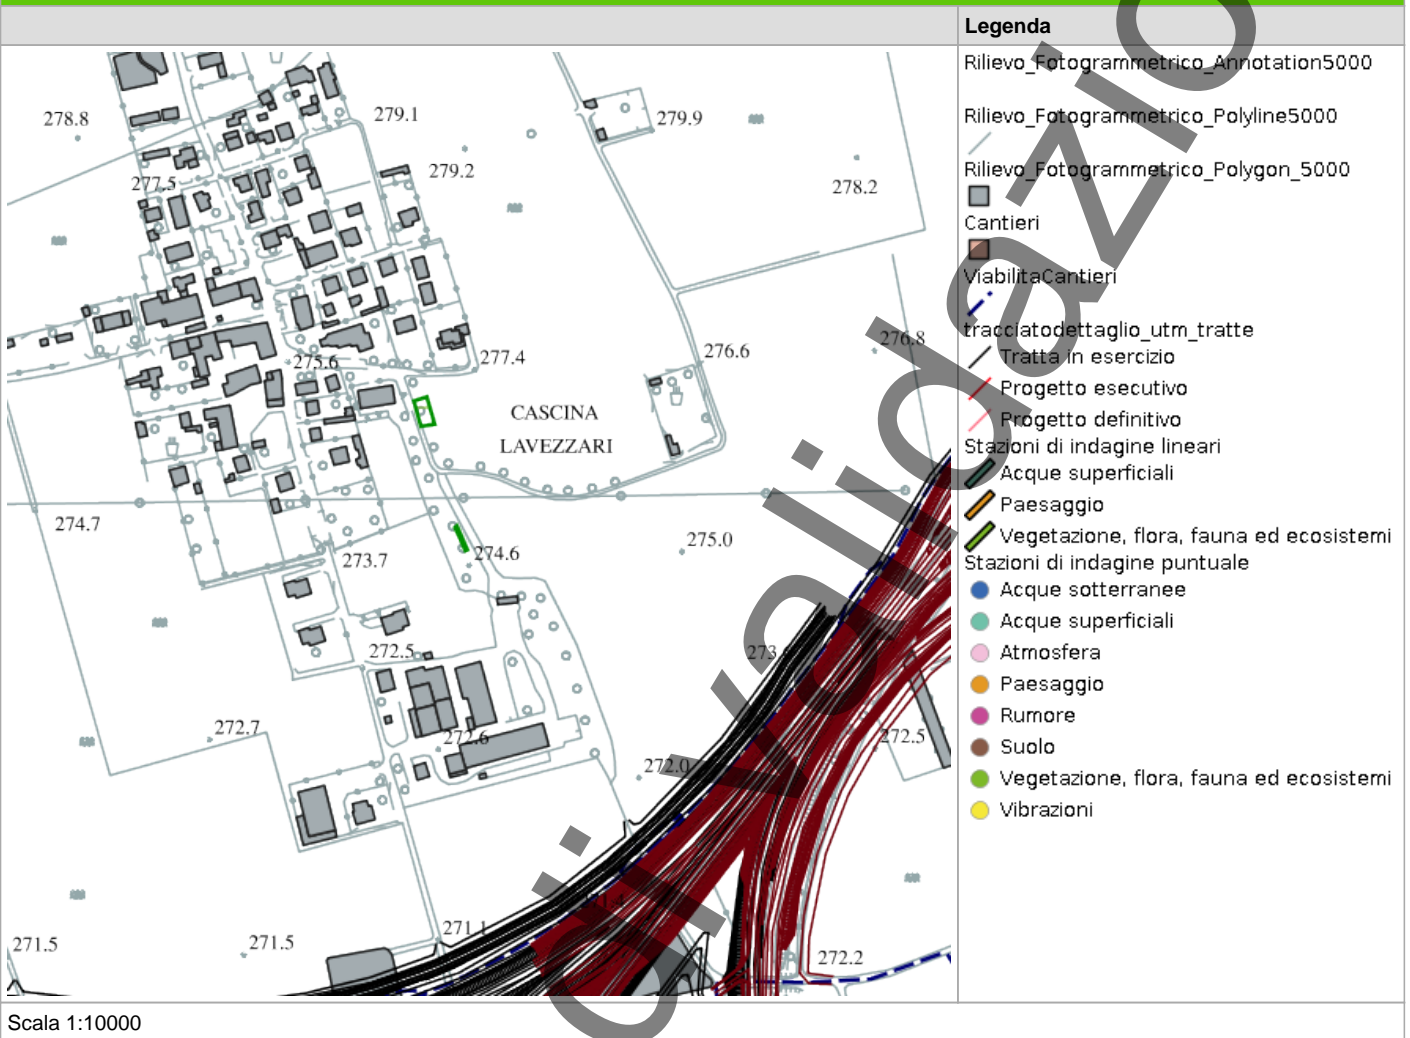 Legenda
Rilievo_Fotogrammetrico_Annotation5000
Rilievo_Fotogrammetrico_Polyline5000
Rilievo_Fotogrammetrico_Polygon_5000
Cantieri
ViabilitaCantieri
tracciatodettaglio_utm_tratte
Tratta in esercizio
Progetto esecutivo
Progetto definitivo
Stazioni di indagine lineari
Acque superficiali
Paesaggio
Vegetazione, flora, fauna ed ecosistemi
Stazioni di indagine puntuale
Acque sotterranee
Acque superficiali
Atmosfera
Paesaggio
Rumore
Suolo
Vegetazione, flora, fauna ed ecosistemi
Vibrazioni
278.8
279.1
279.9
279.2
277.5
278.2
276.8
277.4
276.6
275.6
CASCINA
LAVEZZARI
274.7
275.0
274.6
273.7
272.5
273
272.7
272.6
272.5
272.0
271.1
271.5
271.5
272.2
di validazio
Scala 1:10000